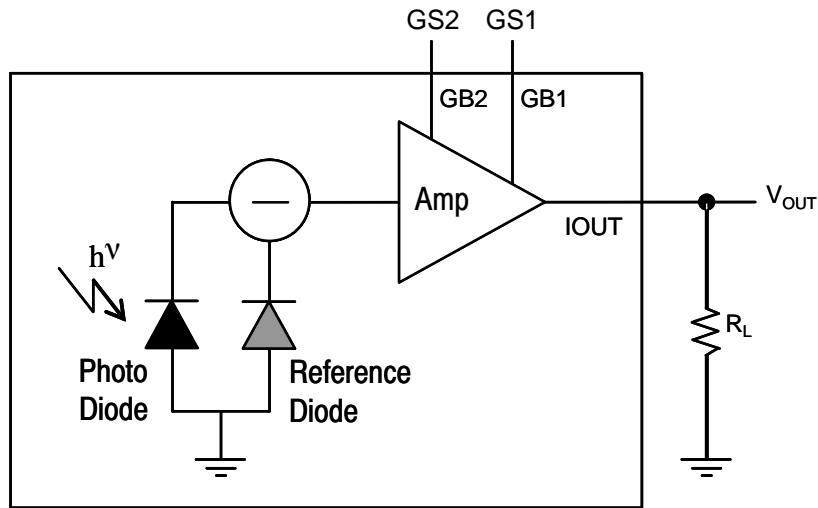 GS2 GS1
GB2 GB1
Amp
IOUT
V_OUT
hν
R_L
Photo
Diode
Reference
Diode